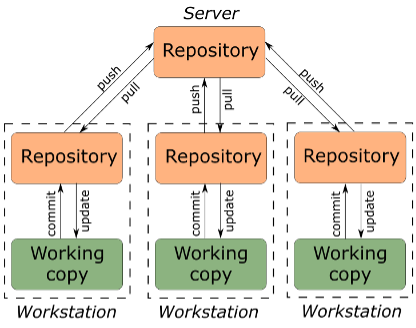 Server
Repository
push
pull
push
pull
push
pull
Repository
Repository
Repository
commit
update
commit
update
commit
update
Working
copy
Working
copy
Working
copy
Workstation
Workstation
Workstation